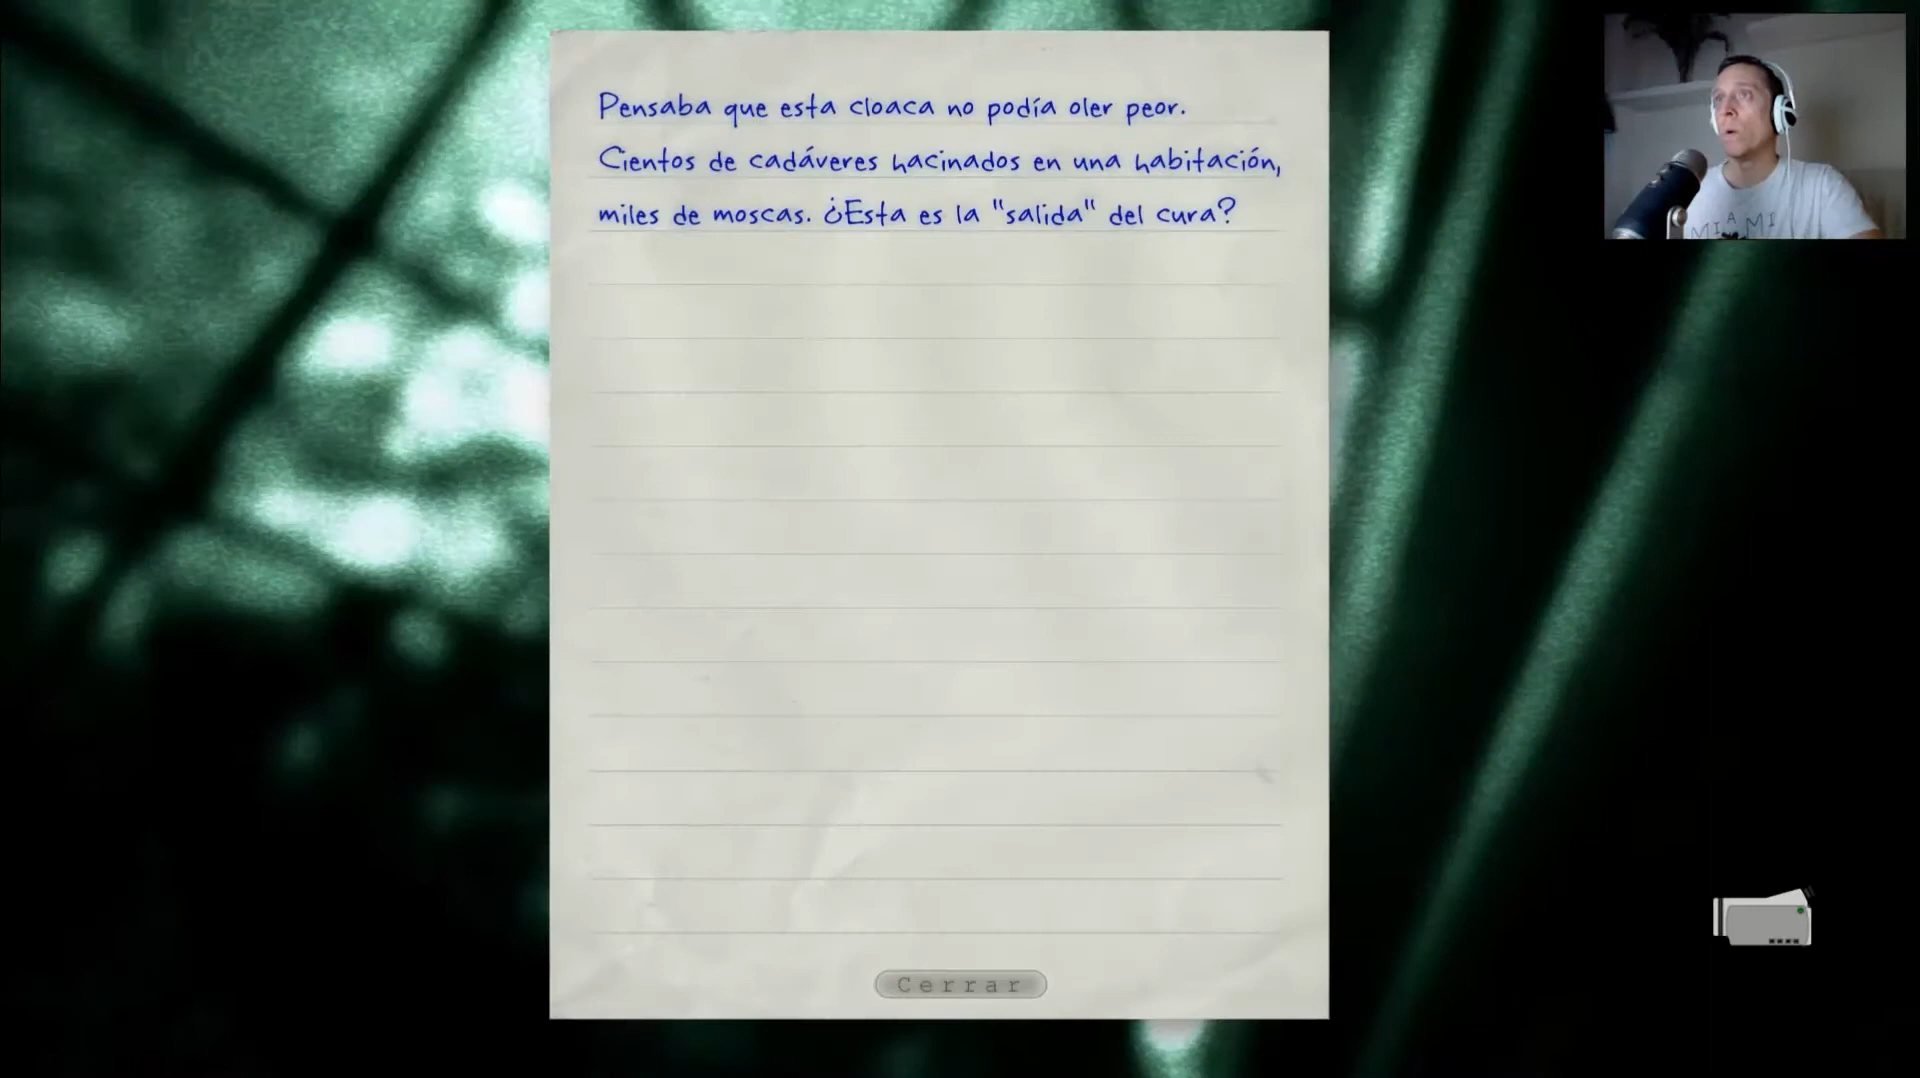 Pensaba que esta cloaca no podía oler peor.
Cientos de cadáveres hacinados en una habitación,
miles de moscas. ¿Esta es la "salida" del cura?
Cerrar
MIAMI